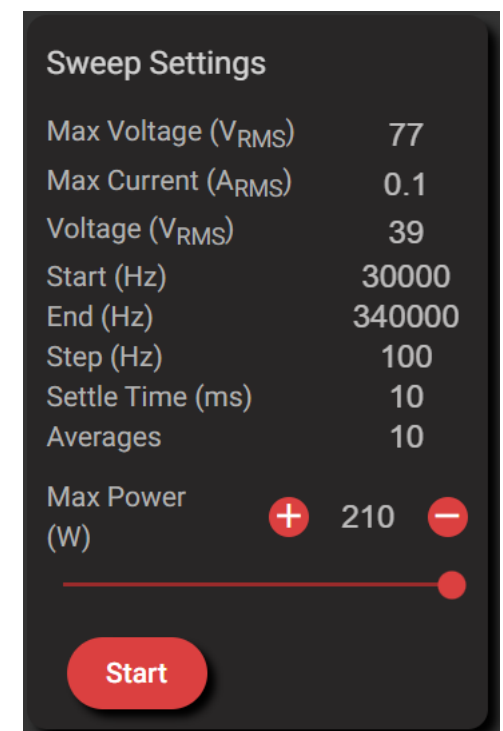 Sweep Settings
Max Voltage (VRMS) 77
Max Current (ARMS) 0.1
Voltage (VRMS) 39
Start (Hz) 30000
End (Hz) 340000
Step (Hz) 100
Settle Time (ms) 10
Averages 10
Max Power
(W) + 210 −
Start